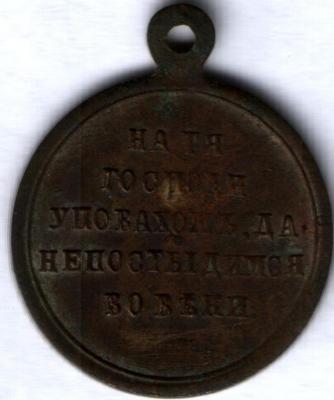 НА ТЯ
ГОСПОДИ
УПОВАХОМЪ, ДА
НЕПОСТЫДИМСЯ
ВО ВѢКИ